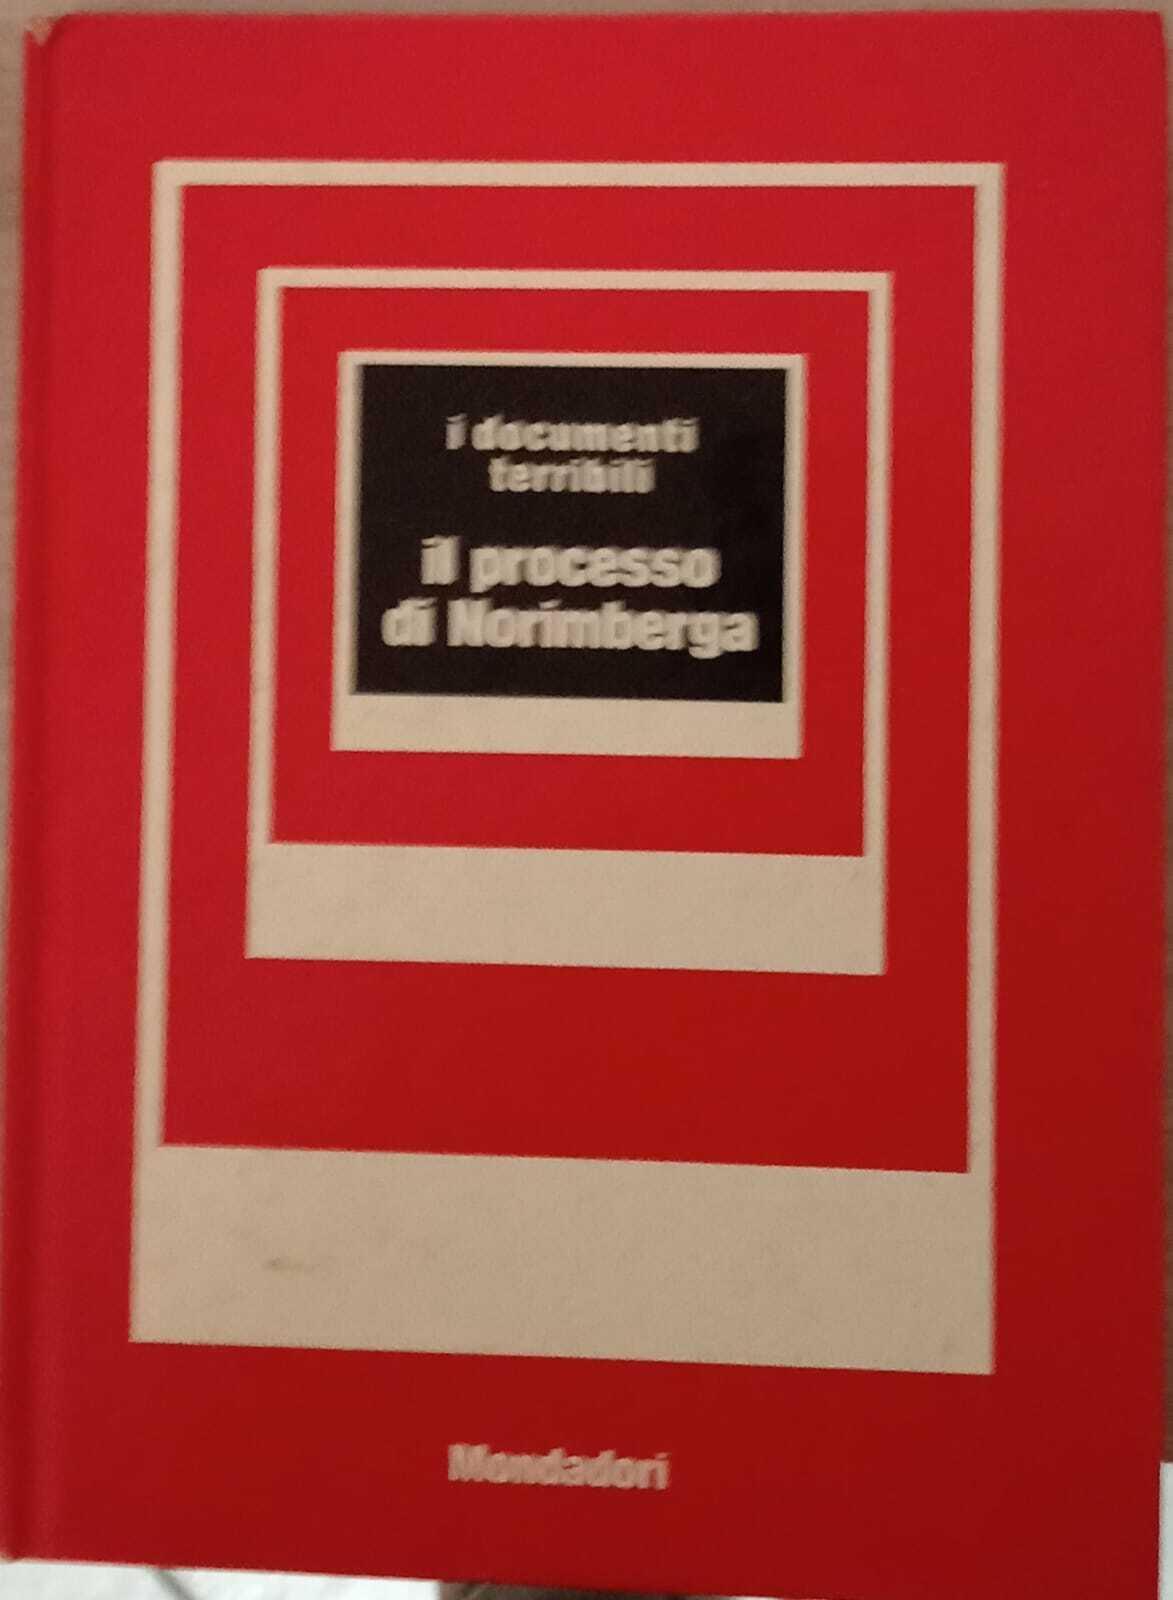 i documenti
terribili
il processo
di Norimberga
Mondadori